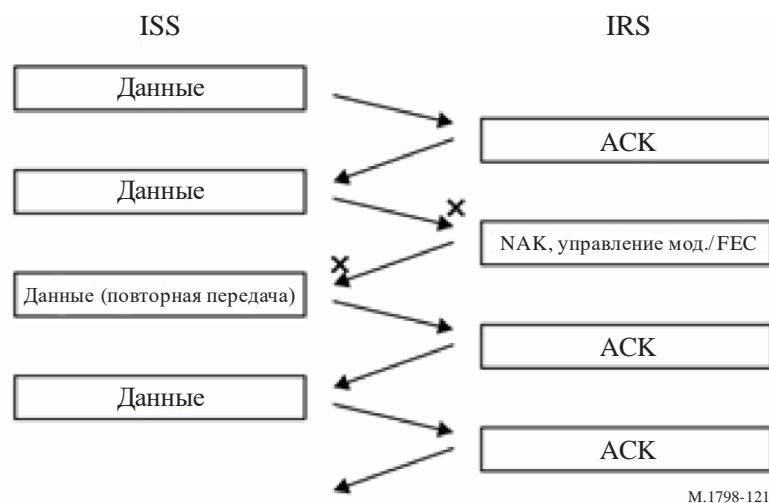 ISS
IRS
Данные
ACK
Данные
NAK, управление мод./FEC
Данные (повторная передача)
ACK
Данные
ACK
M.1798-121